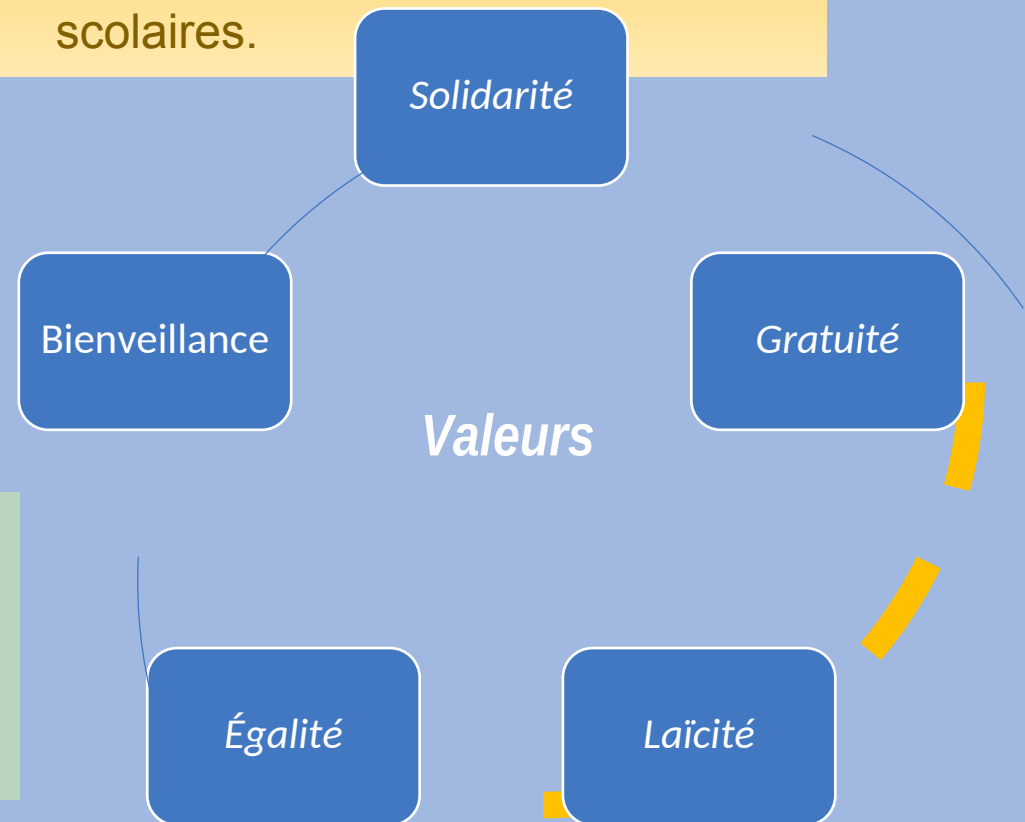 scolaires.
Solidarité
Bienveillance
Gratuité
Valeurs
Égalité
Laïcité